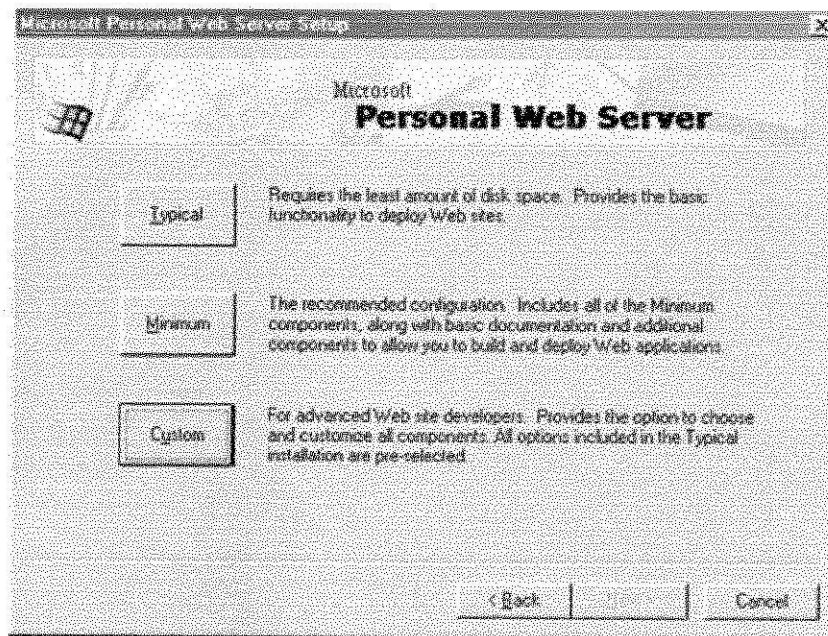 Microsoft Personal Web Server Setup
Microsoft
Personal Web Server
Typical
Requires the least amount of disk space. Provides the basic
functionality to deploy Web sites.
Minimum
The recommended configuration. Includes all of the Minimum
components, along with basic documentation and additional
components to allow you to build and deploy Web applications.
Custom
For advanced Web site developers. Provides the option to choose
and customize all components. All options included in the Typical
installation are pre-selected.
< Back
Cancel